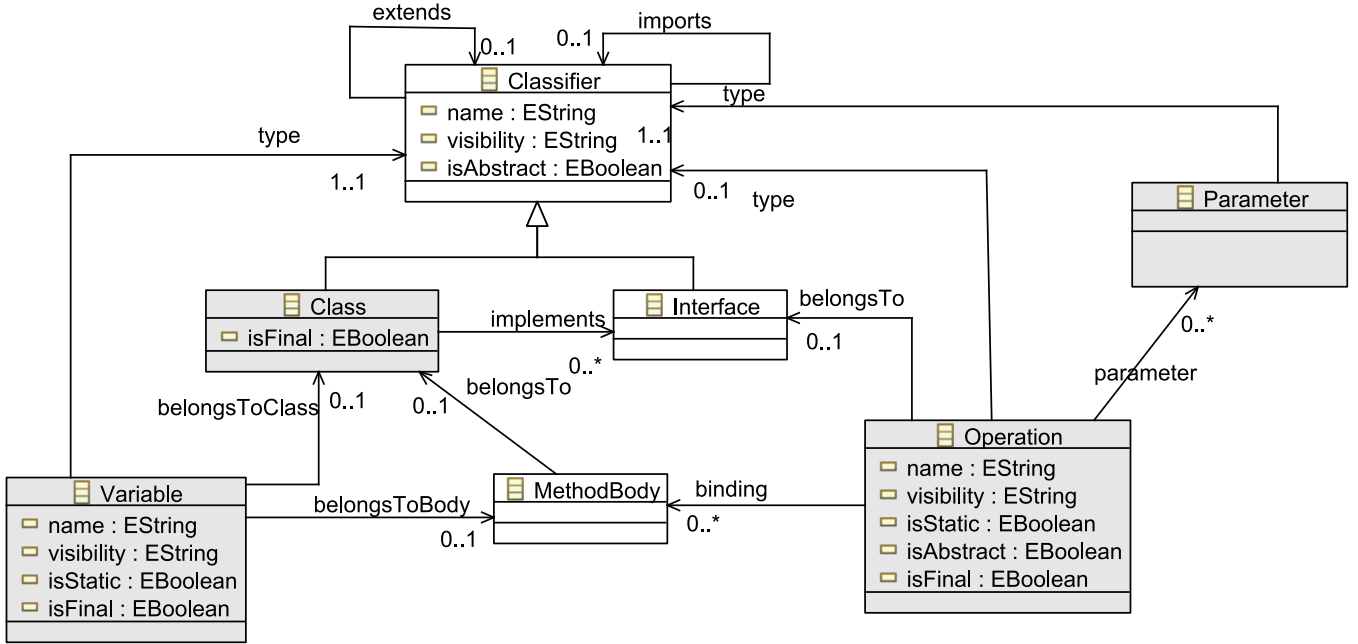 extends
imports
0..1
0..1
Classifier
name : EString
visibility : EString
isAbstract : EBoolean
type
1..1
type
1..1
0..1
type
Parameter
Class
isFinal : EBoolean
implements
0..*
Interface
belongsTo
0..1
0..*
parameter
belongsToClass
0..1
0..1
belongsTo
Operation
name : EString
visibility : EString
isStatic : EBoolean
isAbstract : EBoolean
isFinal : EBoolean
Variable
name : EString
visibility : EString
isStatic : EBoolean
isFinal : EBoolean
belongsToBody
0..1
MethodBody
binding
0..*